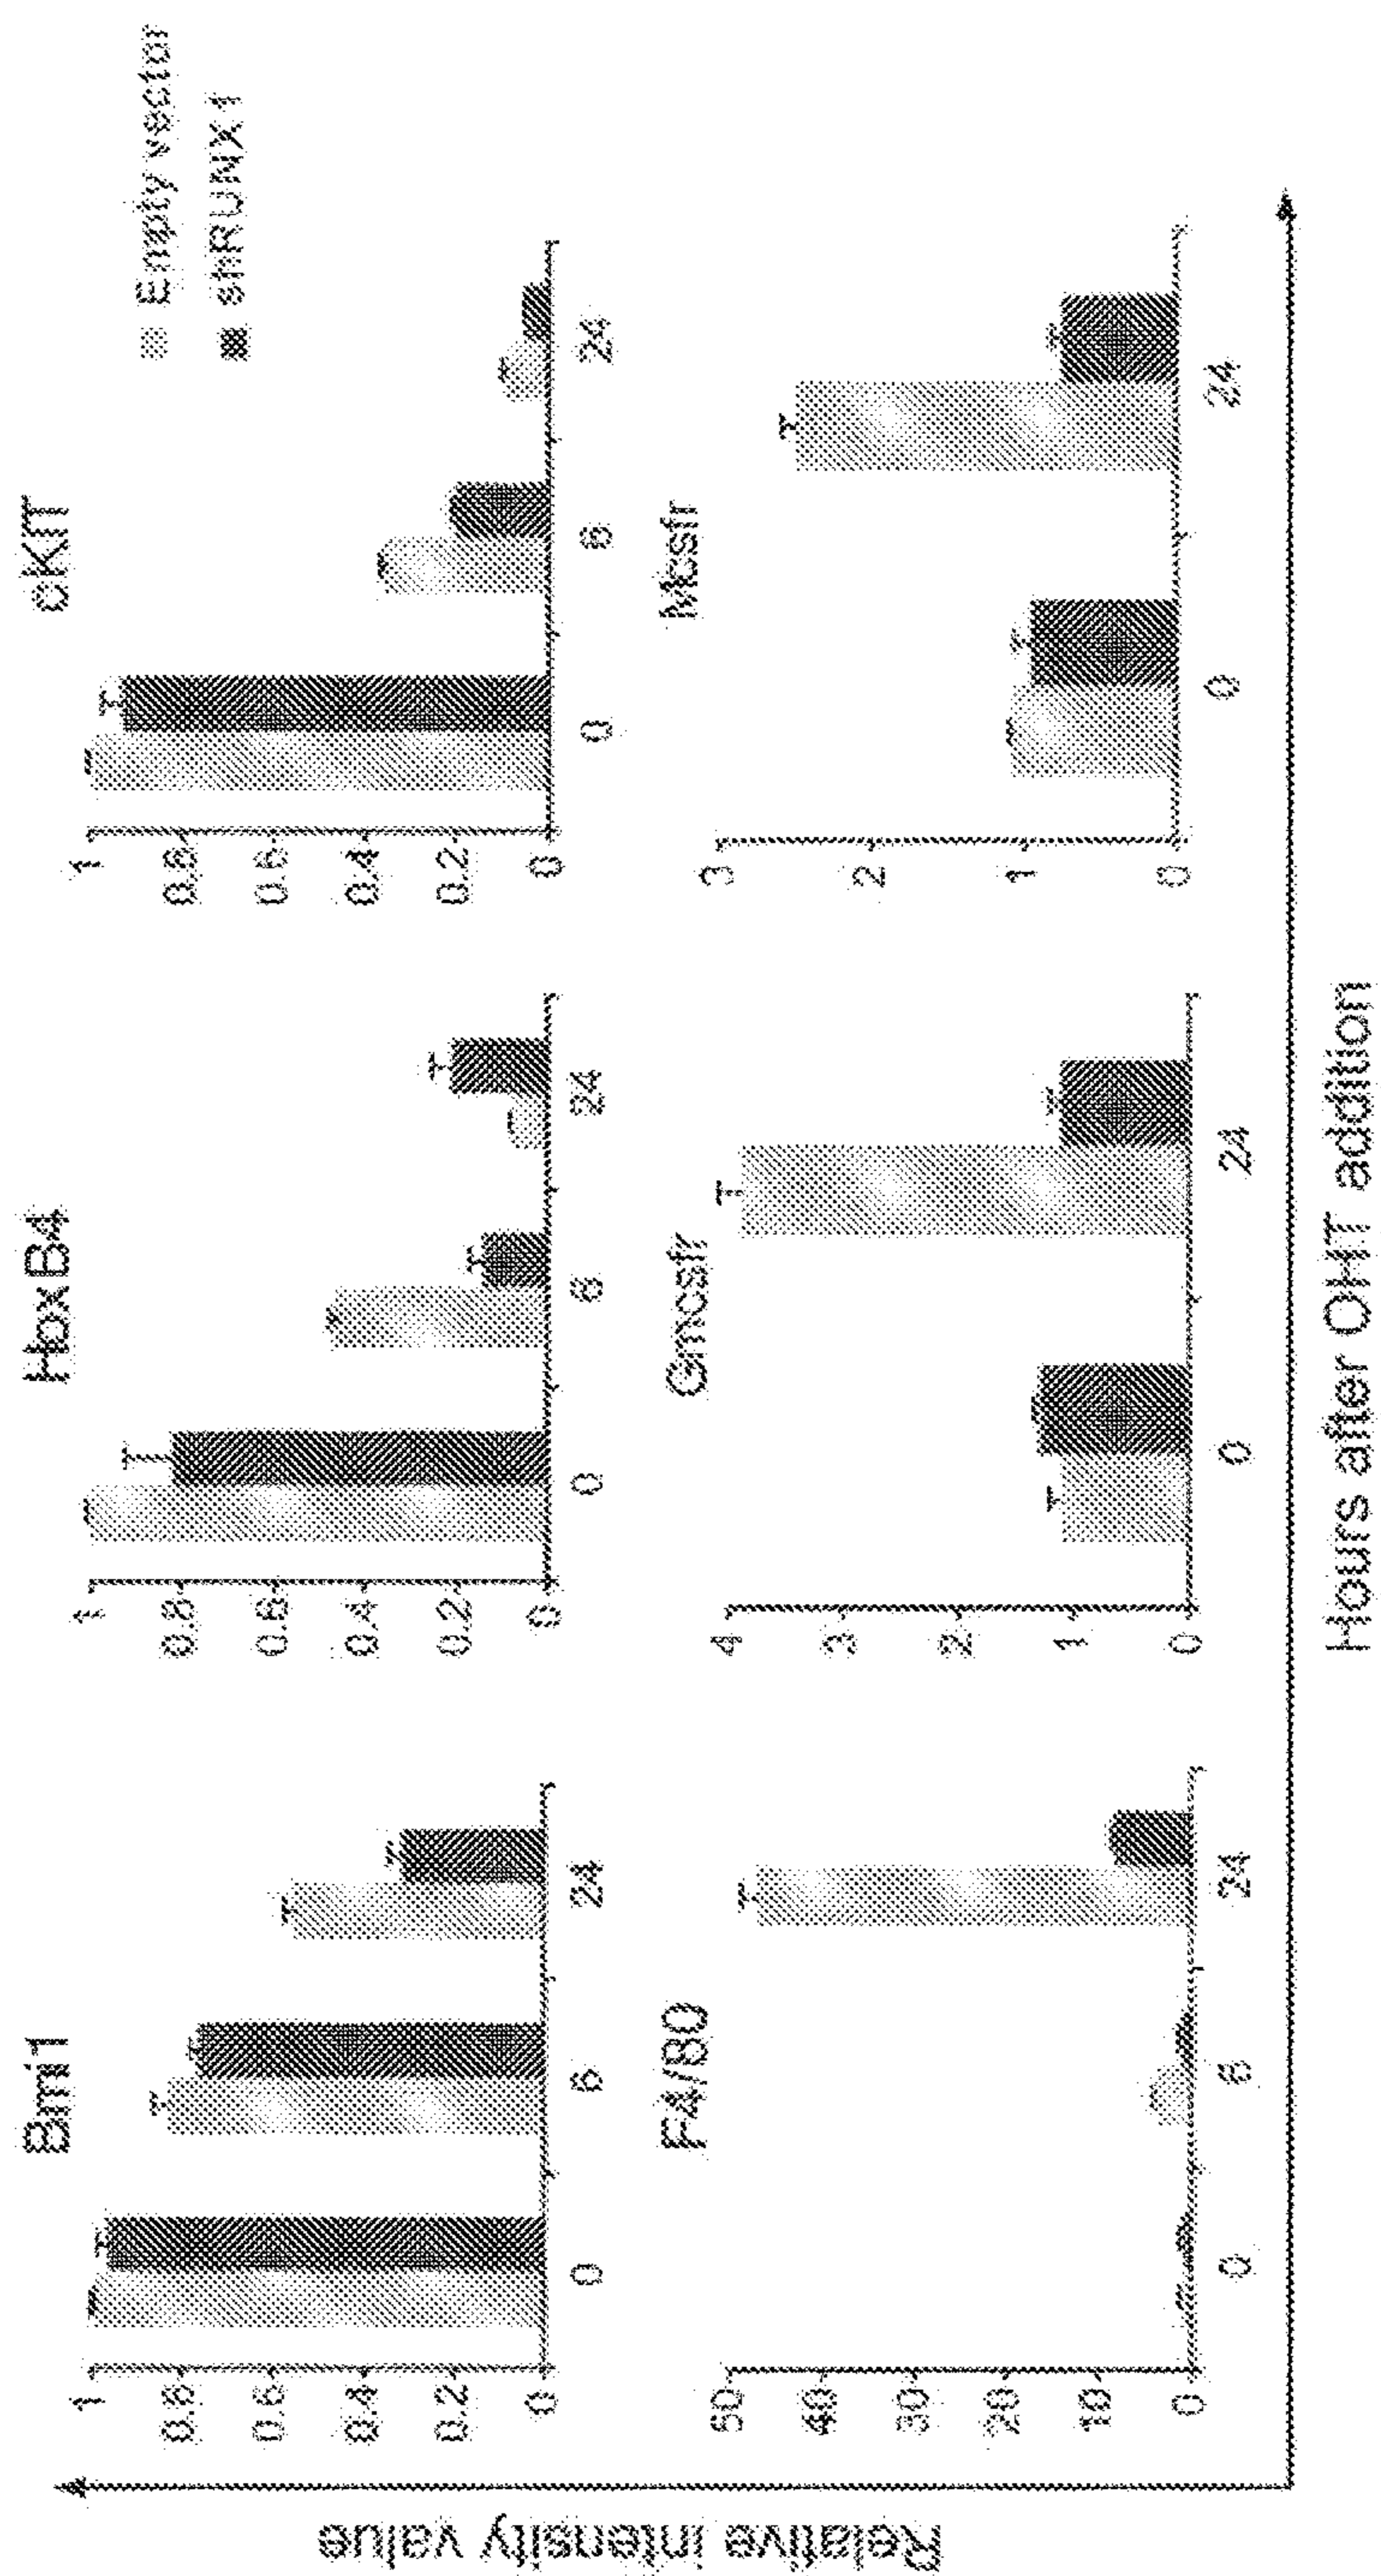 Empty vector
shRUNX1
Bmi1
1
0.8
0.6
0.4
0.2
0
0 6 24
HoxB4
1
0.8
0.6
0.4
0.2
0
0 6 24
cKIT
1
0.8
0.6
0.4
0.2
0
0 6 24
F4/80
50
40
30
20
10
0
0 6 24
Gmcsfr
4
3
2
1
0
0 24
Mcsfr
3
2
1
0
0 24
Relative intensity value
Hours after OHT addition